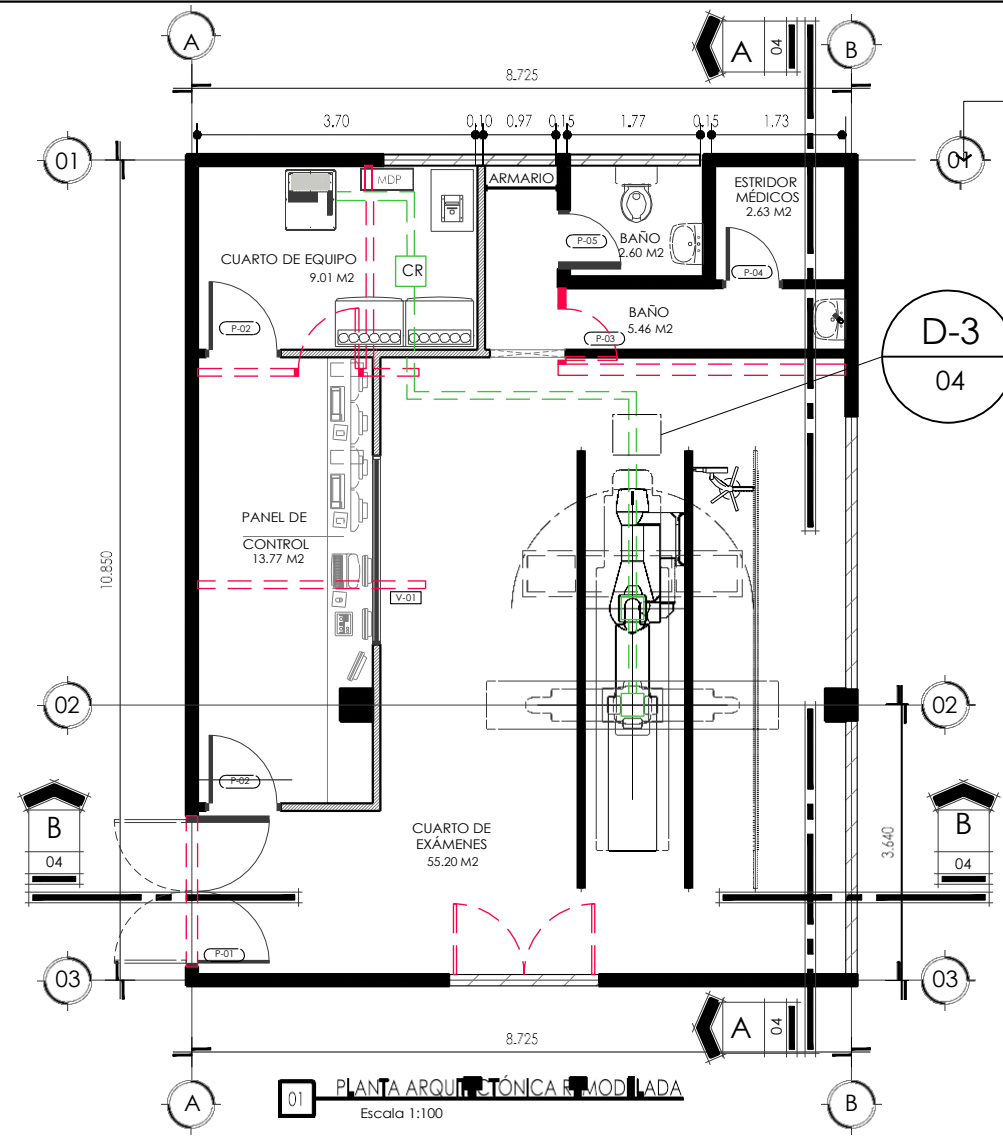 A
A
04
B
8.725
3.70
0.10
0.97
0.15
1.77
0.15
1.73
01
01
MDP
ARMARIO
ESTRIDOR
MÉDICOS
2.63 M2
CUARTO DE EQUIPO
9.01 M2
CR
P-05
BAÑO
2.60 M2
P-04
P-02
BAÑO
5.46 M2
P-03
D-3
04
PANEL DE
CONTROL
13.77 M2
10.850
V-01
02
02
P-02
B
04
CUARTO DE
EXÁMENES
55.20 M2
3.640
B
04
P-01
03
03
A
04
8.725
A
B
01
PLANTA ARQUITECTÓNICA REMODELADA
Escala 1:100